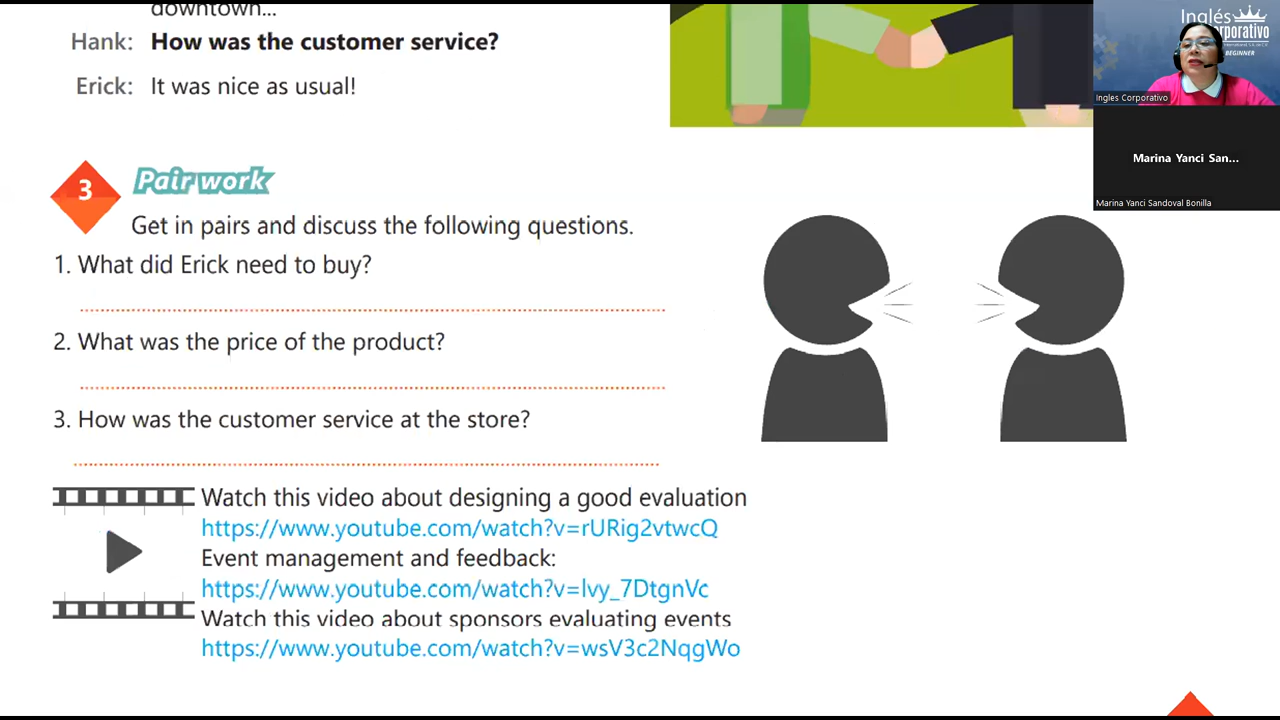 downtown...
Hank: How was the customer service?
Erick: It was nice as usual!
3
Pair work
Get in pairs and discuss the following questions.
1. What did Erick need to buy?
2. What was the price of the product?
3. How was the customer service at the store?
Watch this video about designing a good evaluation
https://www.youtube.com/watch?v=rURig2vtwcQ
Event management and feedback:
https://www.youtube.com/watch?v=lvy_7DtgnVc
Watch this video about sponsors evaluating events
https://www.youtube.com/watch?v=wsV3c2NqgWo
Inglés
orporativo
BEGINNER
Ingles Corporativo
Marina Yanci San...
Marina Yanci Sandoval Bonilla